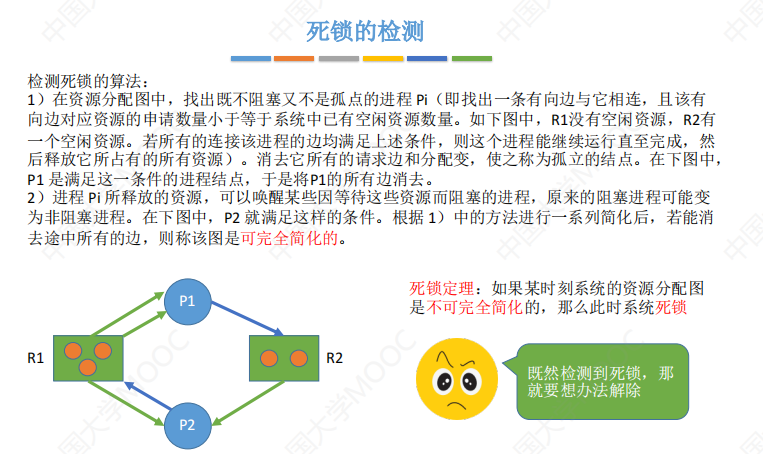 死锁的检测
检测死锁的算法：
1）在资源分配图中，找出既不阻塞又不是孤点的进程 Pi（即找出一条有向边与它相连，且该有
向边对应资源的申请数量小于等于系统中已有空闲资源数量。如下图中，R1没有空闲资源，R2有
一个空闲资源。若所有的连接该进程的边均满足上述条件，则这个进程能继续运行直至完成，然
后释放它所占有的所有资源）。消去它所有的请求边和分配变，使之称为孤立的结点。在下图中，
P1 是满足这一条件的进程结点，于是将P1的所有边消去。
2）进程 Pi 所释放的资源，可以唤醒某些因等待这些资源而阻塞的进程，原来的阻塞进程可能变
为非阻塞进程。在下图中，P2 就满足这样的条件。根据 1）中的方法进行一系列简化后，若能消
去途中所有的边，则称该图是可完全简化的。
死锁定理：如果某时刻系统的资源分配图
是不可完全简化的，那么此时系统死锁
P1
R1
R2
P2
既然检测到死锁，那
就要想办法解除
中国大学MOOC